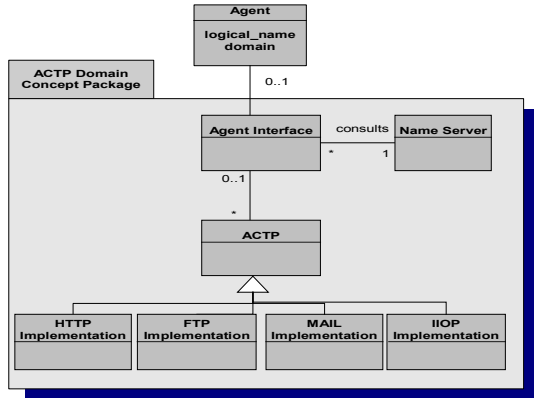 Agent
logical_name
domain
ACTP Domain
Concept Package
0..1
Agent Interface
consults
Name Server
*
1
0..1
*
ACTP
HTTP
Implementation
FTP
Implementation
MAIL
Implementation
IIOP
Implementation